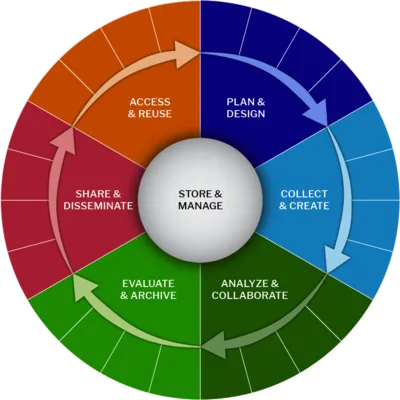 ACCESS
& REUSE
PLAN &
DESIGN
SHARE &
DISSEMINATE
STORE &
MANAGE
COLLECT
& CREATE
EVALUATE
& ARCHIVE
ANALYZE &
COLLABORATE